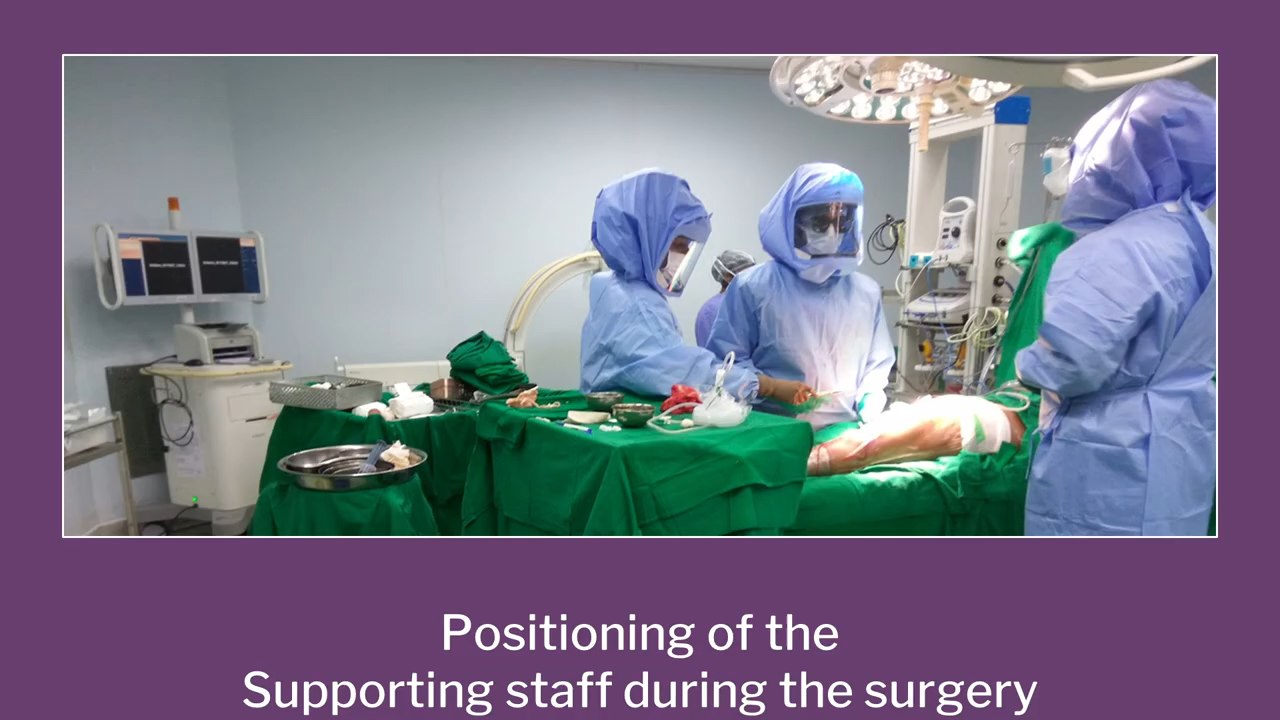 Positioning of the
Supporting staff during the surgery